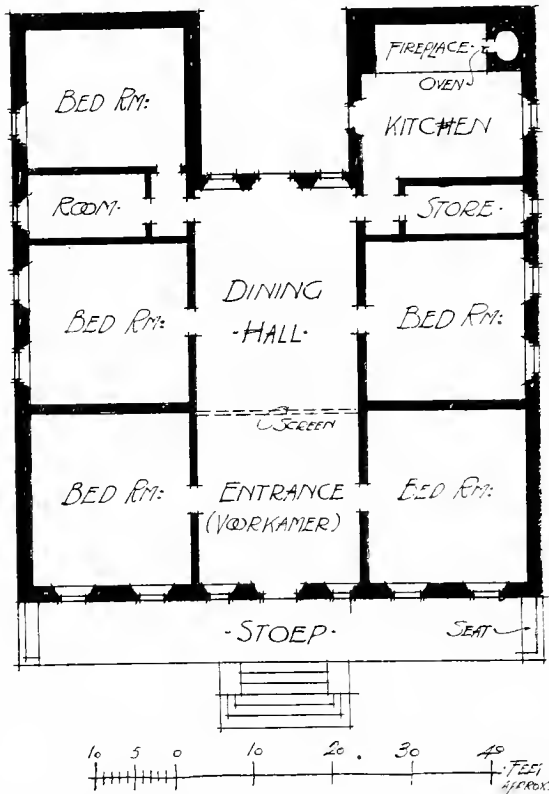 FIREPLACE·
BED RM:
OVEN
KITCHEN
ROOM·
STORE·
DINING
·HALL·
BED RM:
BED RM:
SCREEN
BED RM:
ENTRANCE
(VOORKAMER)
BED RM:
·STOEP·
SEAT
10 5 0 10 20 30 40
FEET
APPROX.